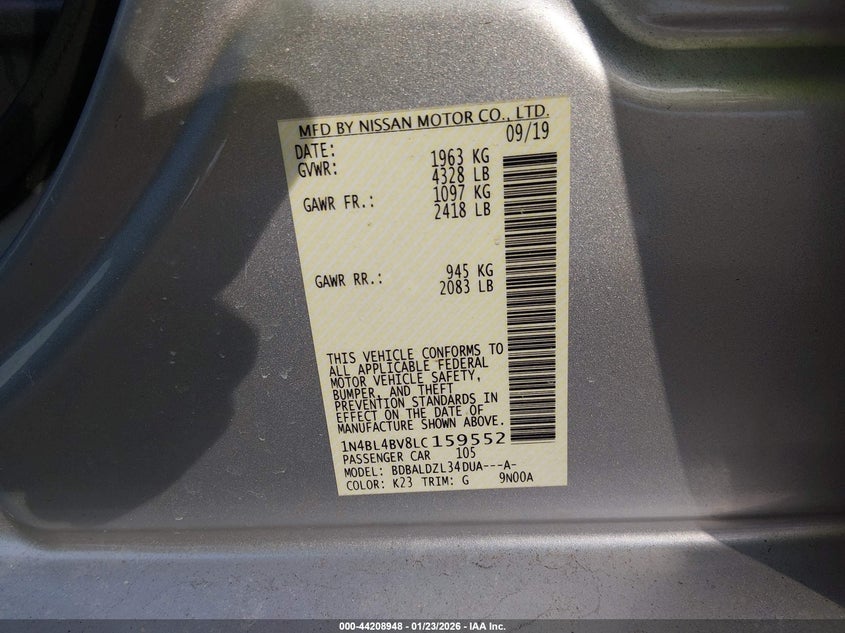 MFD BY NISSAN MOTOR CO., LTD.
DATE: 09/19
GVWR: 1963 KG
4328 LB
GAWR FR.: 1097 KG
2418 LB
GAWR RR.: 945 KG
2083 LB
THIS VEHICLE CONFORMS TO
ALL APPLICABLE FEDERAL
MOTOR VEHICLE SAFETY,
BUMPER, AND THEFT
PREVENTION STANDARDS IN
EFFECT ON THE DATE OF
MANUFACTURE SHOWN ABOVE.
1N4BL4BV8LC159552
PASSENGER CAR 105
MODEL: BDBALDZL34DUA---A-
COLOR: K23 TRIM: G 9N00A
000-44208948 - 01/23/2026 - IAA Inc.